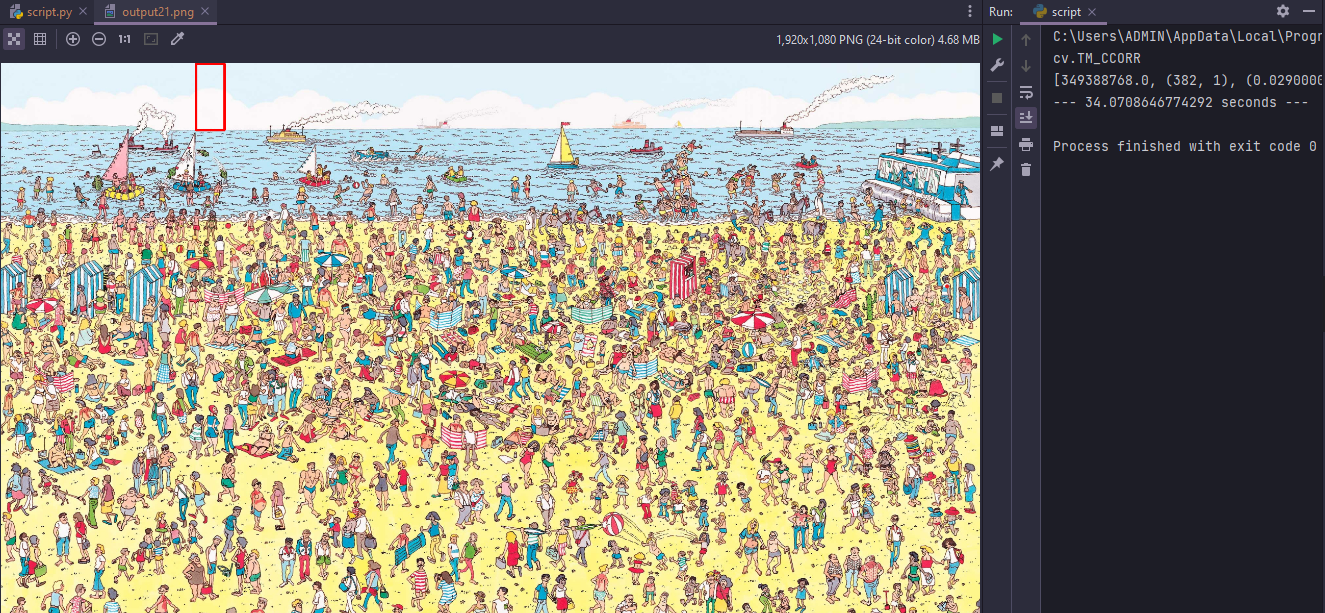 script.py
output21.png
Run:
script
1:1
1,920x1,080 PNG (24-bit color) 4.68 MB
C:\Users\ADMIN\AppData\Local\Progr
cv.TM_CCORR
[349388768.0, (382, 1), (0.0290000
--- 34.0708646774292 seconds ---
Process finished with exit code 0